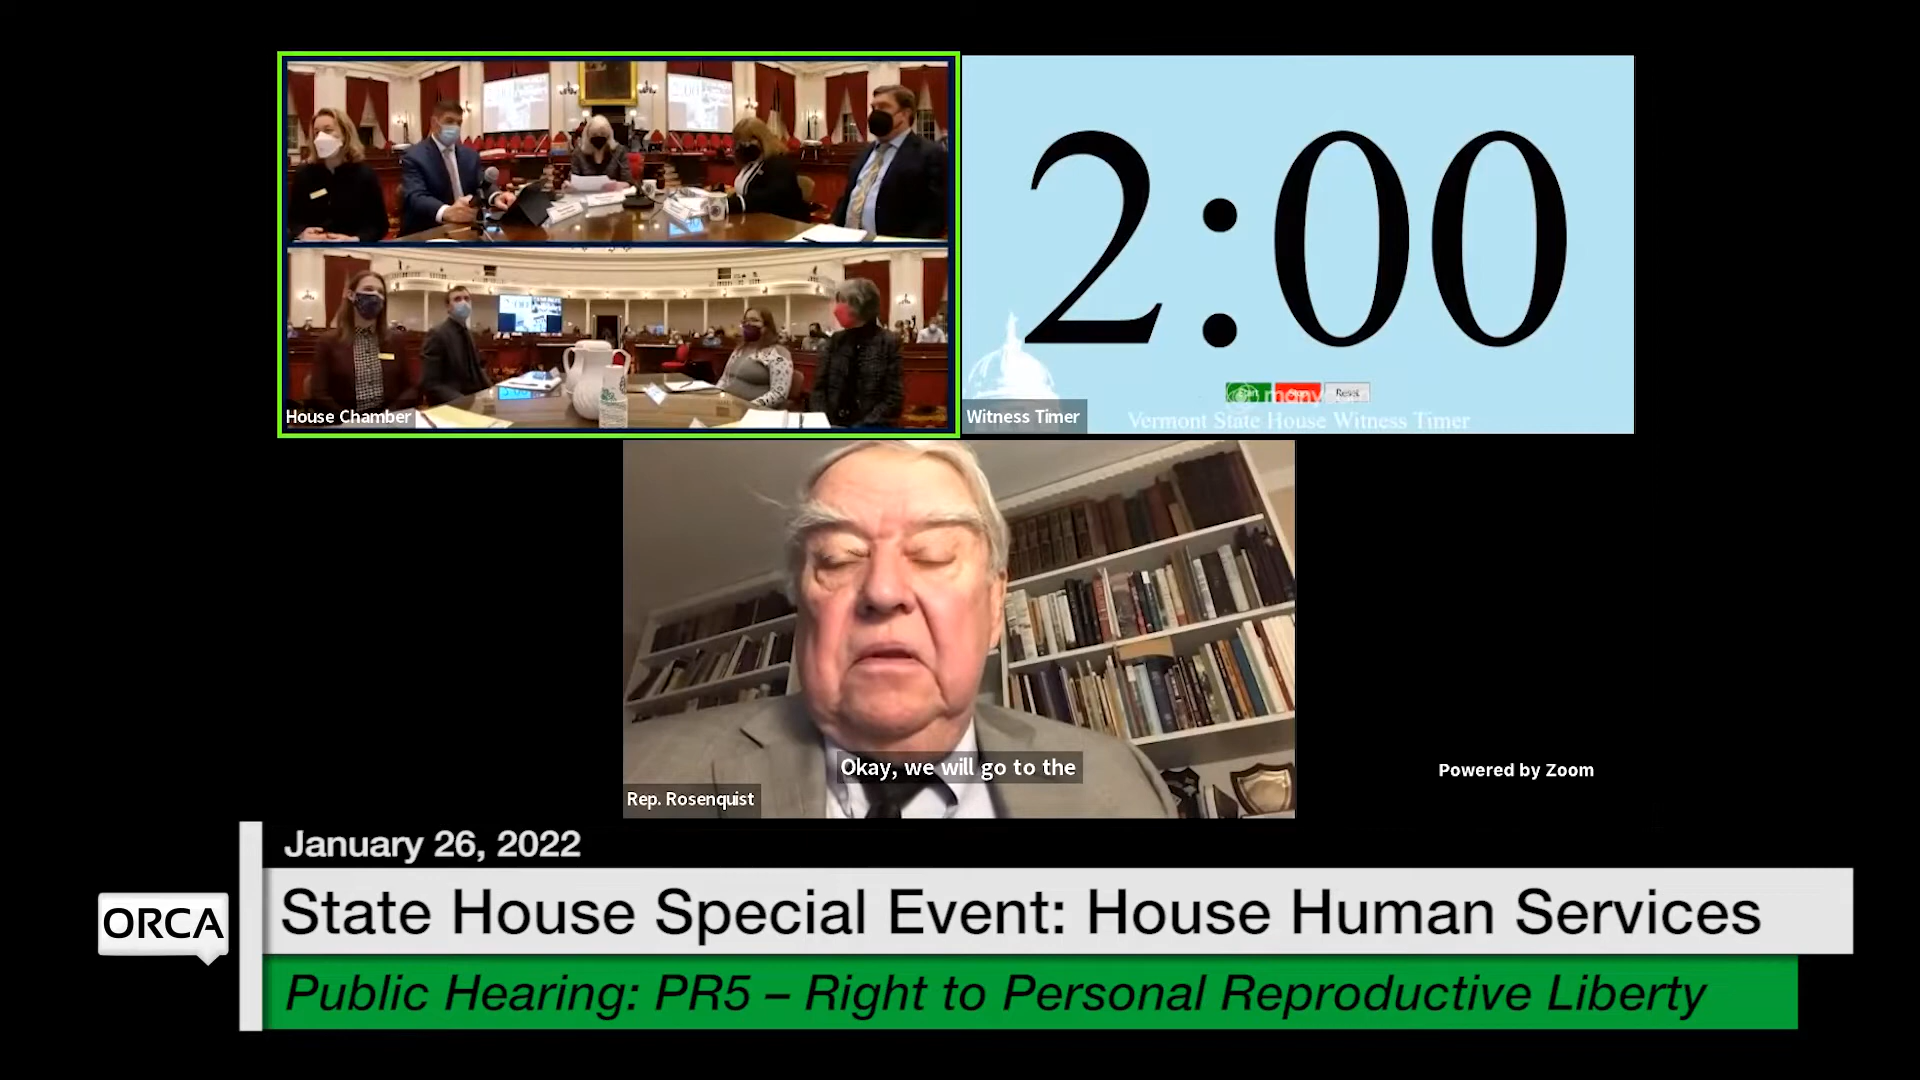 2:00
House Chamber
Witness Timer
Reset
Vermont State House Witness Timer
Okay, we will go to the
Rep. Rosenquist
Powered by Zoom
January 26, 2022
ORCA
State House Special Event: House Human Services
Public Hearing: PR5 – Right to Personal Reproductive Liberty